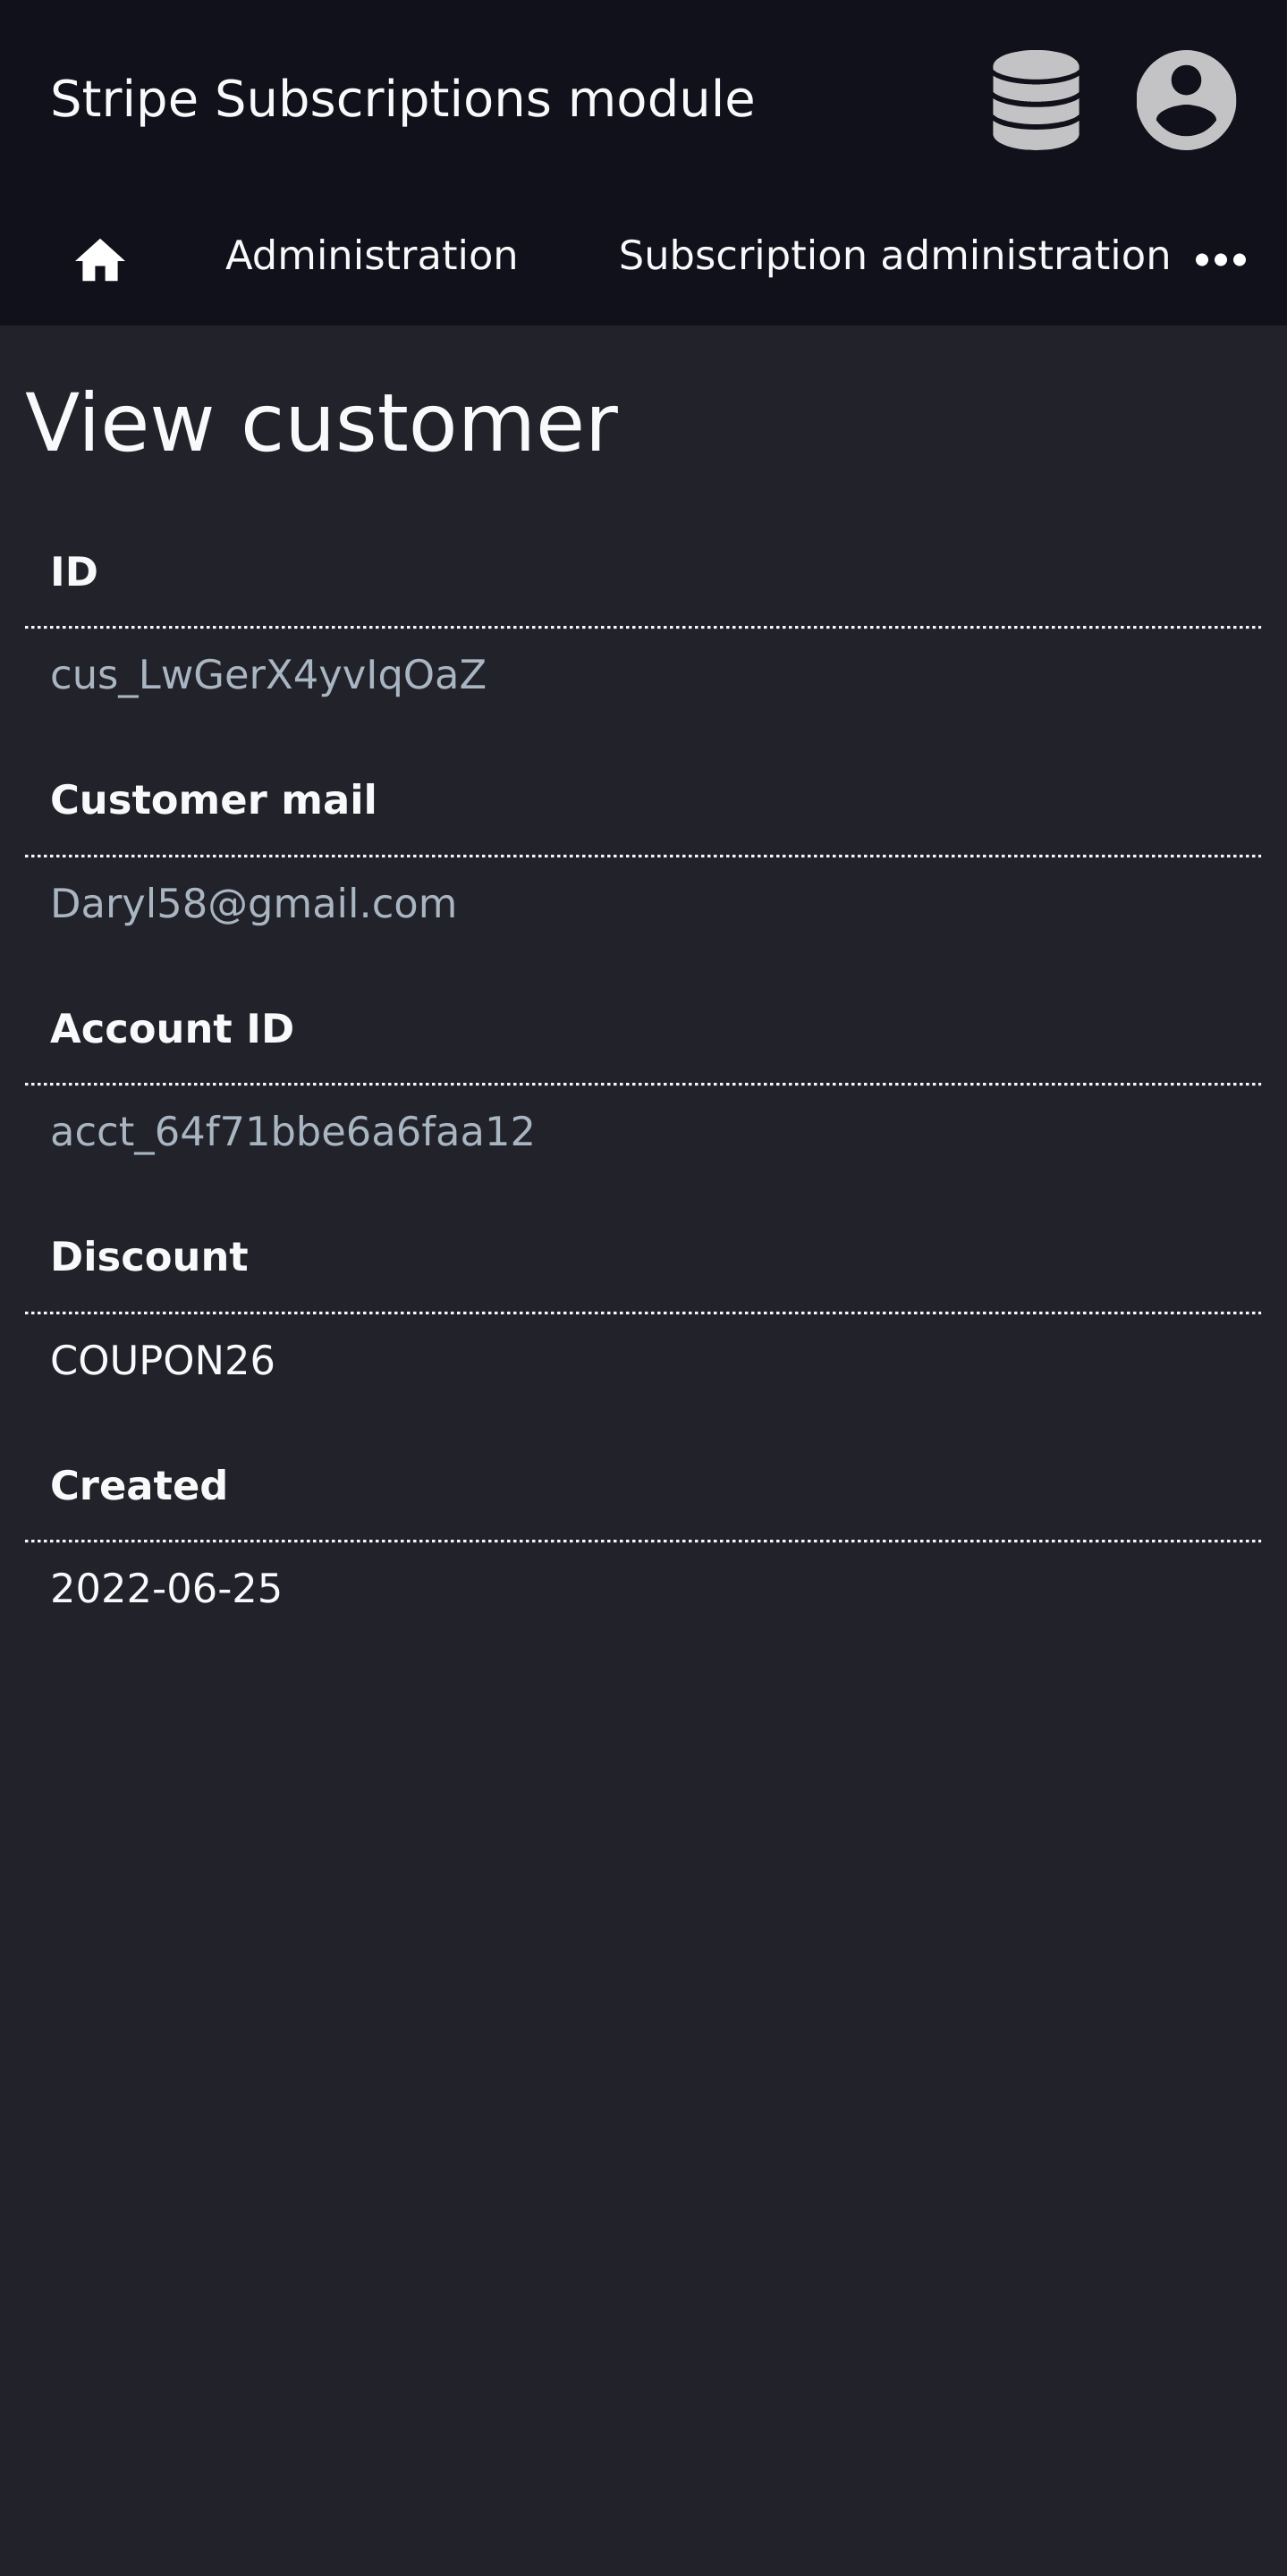 Stripe Subscriptions module
Administration
Subscription administration
View customer
ID
cus_LwGerX4yvIqOaZ
Customer mail
Daryl58@gmail.com
Account ID
acct_64f71bbe6a6faa12
Discount
COUPON26
Created
2022-06-25